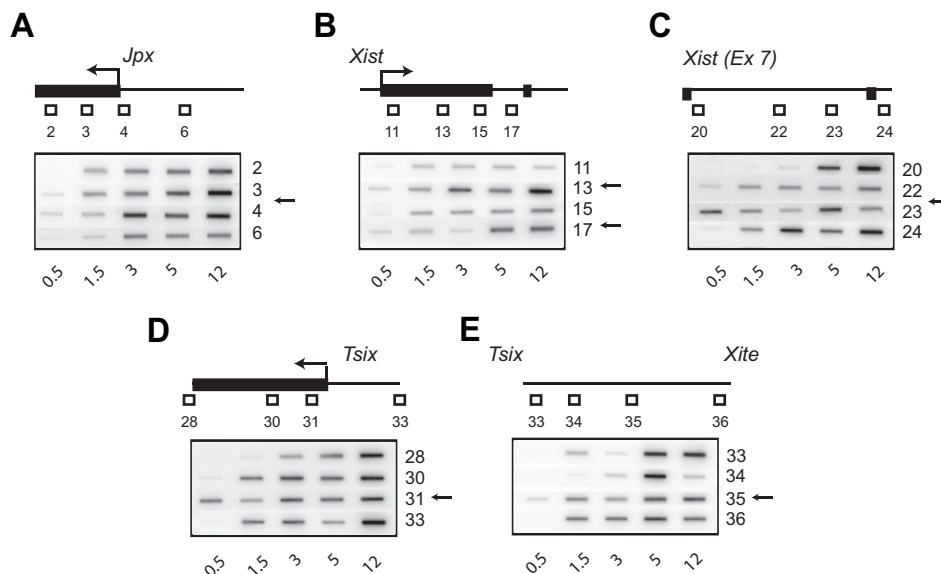 A
Jpx
2 3 4 6
2
3
4
6
0.5 1.5 3 5 12
B
Xist
11 13 15 17
11
13
15
17
0.5 1.5 3 5 12
C
Xist (Ex 7)
20 22 23 24
20
22
23
24
0.5 1.5 3 5 12
D
Tsix
28 30 31 33
28
30
31
33
0.5 1.5 3 5 12
E
Tsix Xite
33 34 35 36
33
34
35
36
0.5 1.5 3 5 12